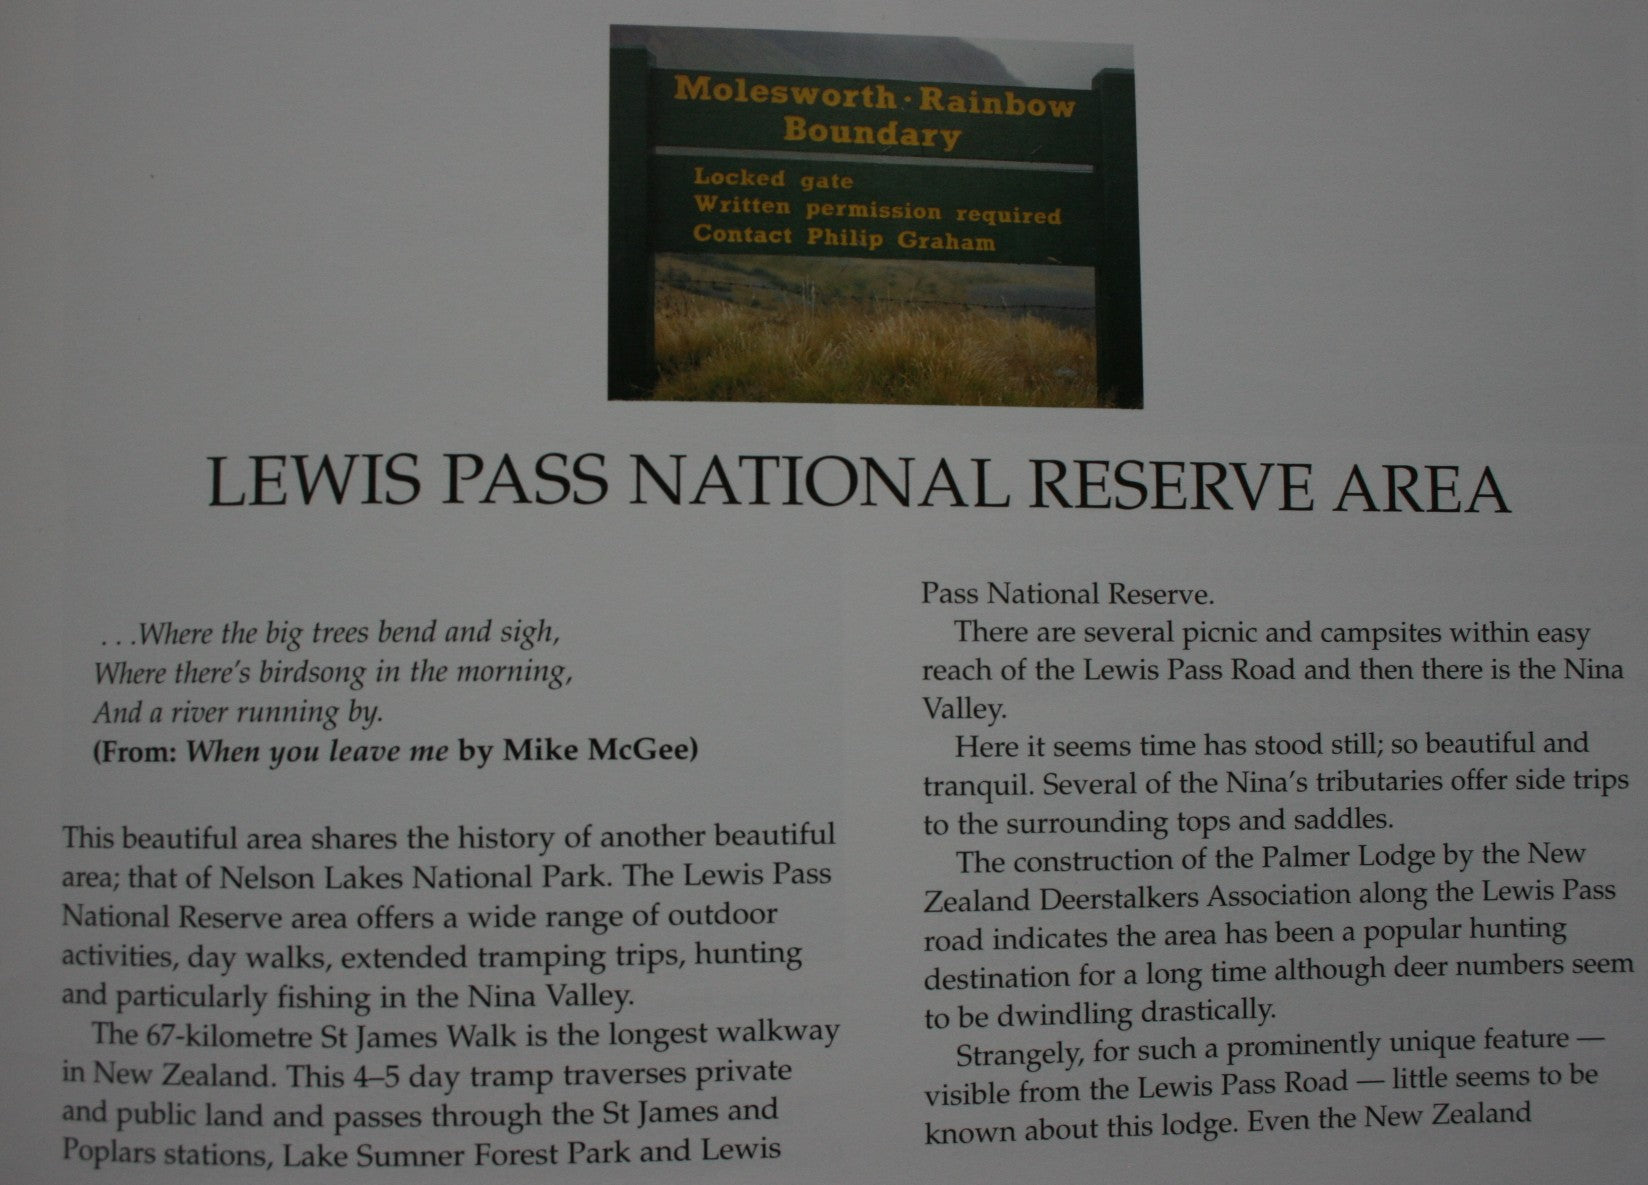 Molesworth · Rainbow
Boundary
Locked gate
Written permission required
Contact Philip Graham
LEWIS PASS NATIONAL RESERVE AREA
. . .Where the big trees bend and sigh,
Where there's birdsong in the morning,
And a river running by.
(From: When you leave me by Mike McGee)
This beautiful area shares the history of another beautiful
area; that of Nelson Lakes National Park. The Lewis Pass
National Reserve area offers a wide range of outdoor
activities, day walks, extended tramping trips, hunting
and particularly fishing in the Nina Valley.
The 67-kilometre St James Walk is the longest walkway
in New Zealand. This 4–5 day tramp traverses private
and public land and passes through the St James and
Poplars stations, Lake Sumner Forest Park and Lewis
Pass National Reserve.
There are several picnic and campsites within easy
reach of the Lewis Pass Road and then there is the Nina
Valley.
Here it seems time has stood still; so beautiful and
tranquil. Several of the Nina's tributaries offer side trips
to the surrounding tops and saddles.
The construction of the Palmer Lodge by the New
Zealand Deerstalkers Association along the Lewis Pass
road indicates the area has been a popular hunting
destination for a long time although deer numbers seem
to be dwindling drastically.
Strangely, for such a prominently unique feature —
visible from the Lewis Pass Road — little seems to be
known about this lodge. Even the New Zealand